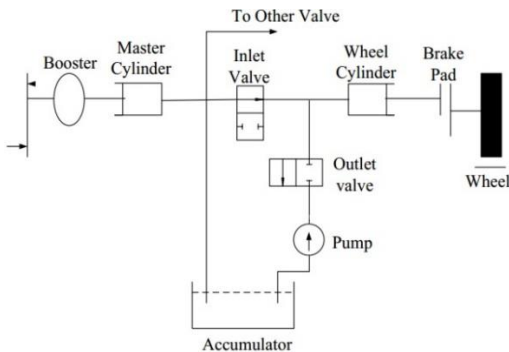 To Other Valve
Booster
Master
Cylinder
Inlet
Valve
Wheel
Cylinder
Brake
Pad
Outlet
valve
Wheel
Pump
Accumulator